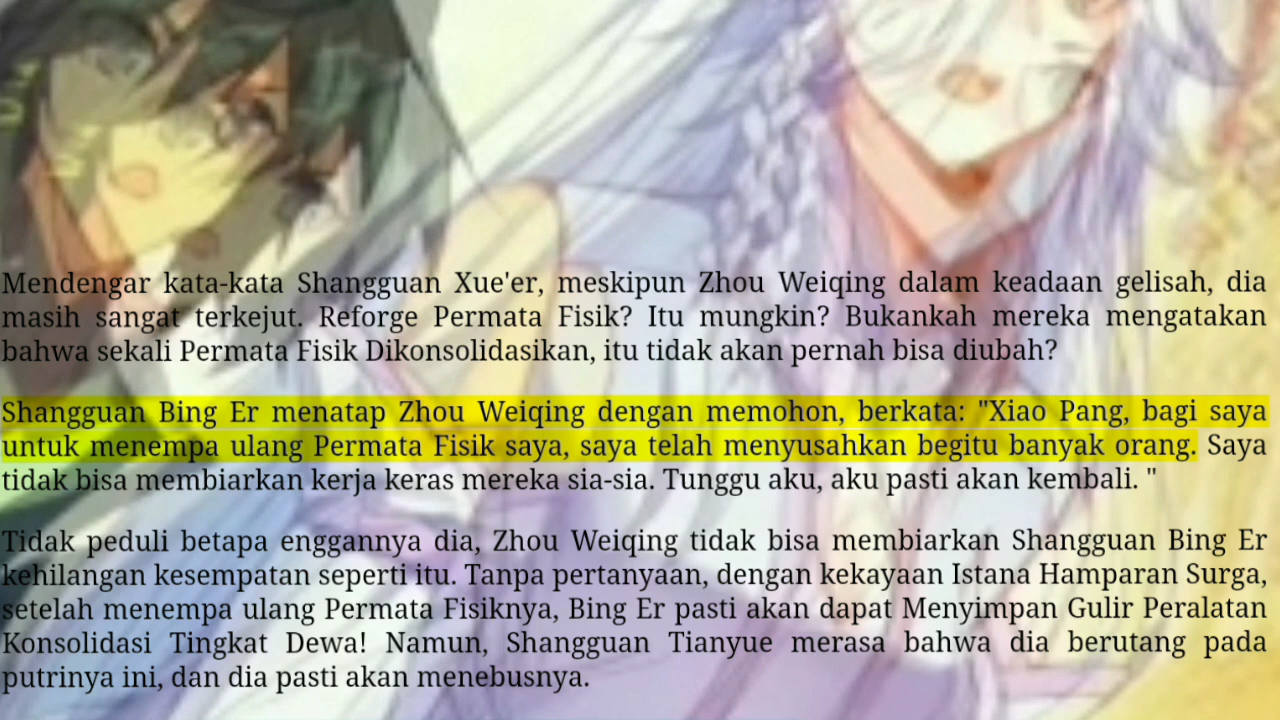 Mendengar kata-kata Shangguan Xue'er, meskipun Zhou Weiqing dalam keadaan gelisah, dia
masih sangat terkejut. Reforge Permata Fisik? Itu mungkin? Bukankah mereka mengatakan
bahwa sekali Permata Fisik Dikonsolidasikan, itu tidak akan pernah bisa diubah?
Shangguan Bing Er menatap Zhou Weiqing dengan memohon, berkata: "Xiao Pang, bagi saya
untuk menempa ulang Permata Fisik saya, saya telah menyusahkan begitu banyak orang. Saya
tidak bisa membiarkan kerja keras mereka sia-sia. Tunggu aku, aku pasti akan kembali. "
Tidak peduli betapa enggannya dia, Zhou Weiqing tidak bisa membiarkan Shangguan Bing Er
kehilangan kesempatan seperti itu. Tanpa pertanyaan, dengan kekayaan Istana Hamparan Surga,
setelah menempa ulang Permata Fisiknya, Bing Er pasti akan dapat Menyimpan Gulir Peralatan
Konsolidasi Tingkat Dewa! Namun, Shangguan Tianyue merasa bahwa dia berutang pada
putrinya ini, dan dia pasti akan menebusnya.